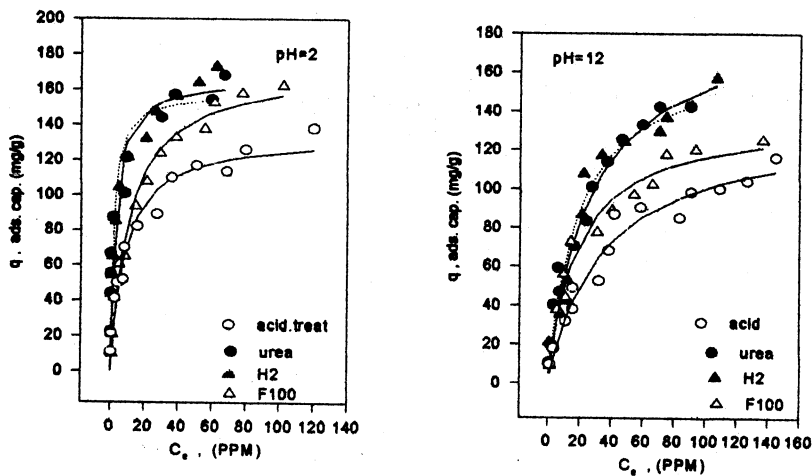 200
180
160
140
120
100
80
60
40
20
0
q , ads. cap. (mg/g)
pH=2
acid.treat
urea
H2
F100
0 20 40 60 80 100 120 140
Ce , (PPM)
180
160
140
120
100
80
60
40
20
0
q , ads. cap. (mg/g)
pH=12
acid
urea
H2
F100
0 20 40 60 80 100 120 140 160
Ce , (PPM)